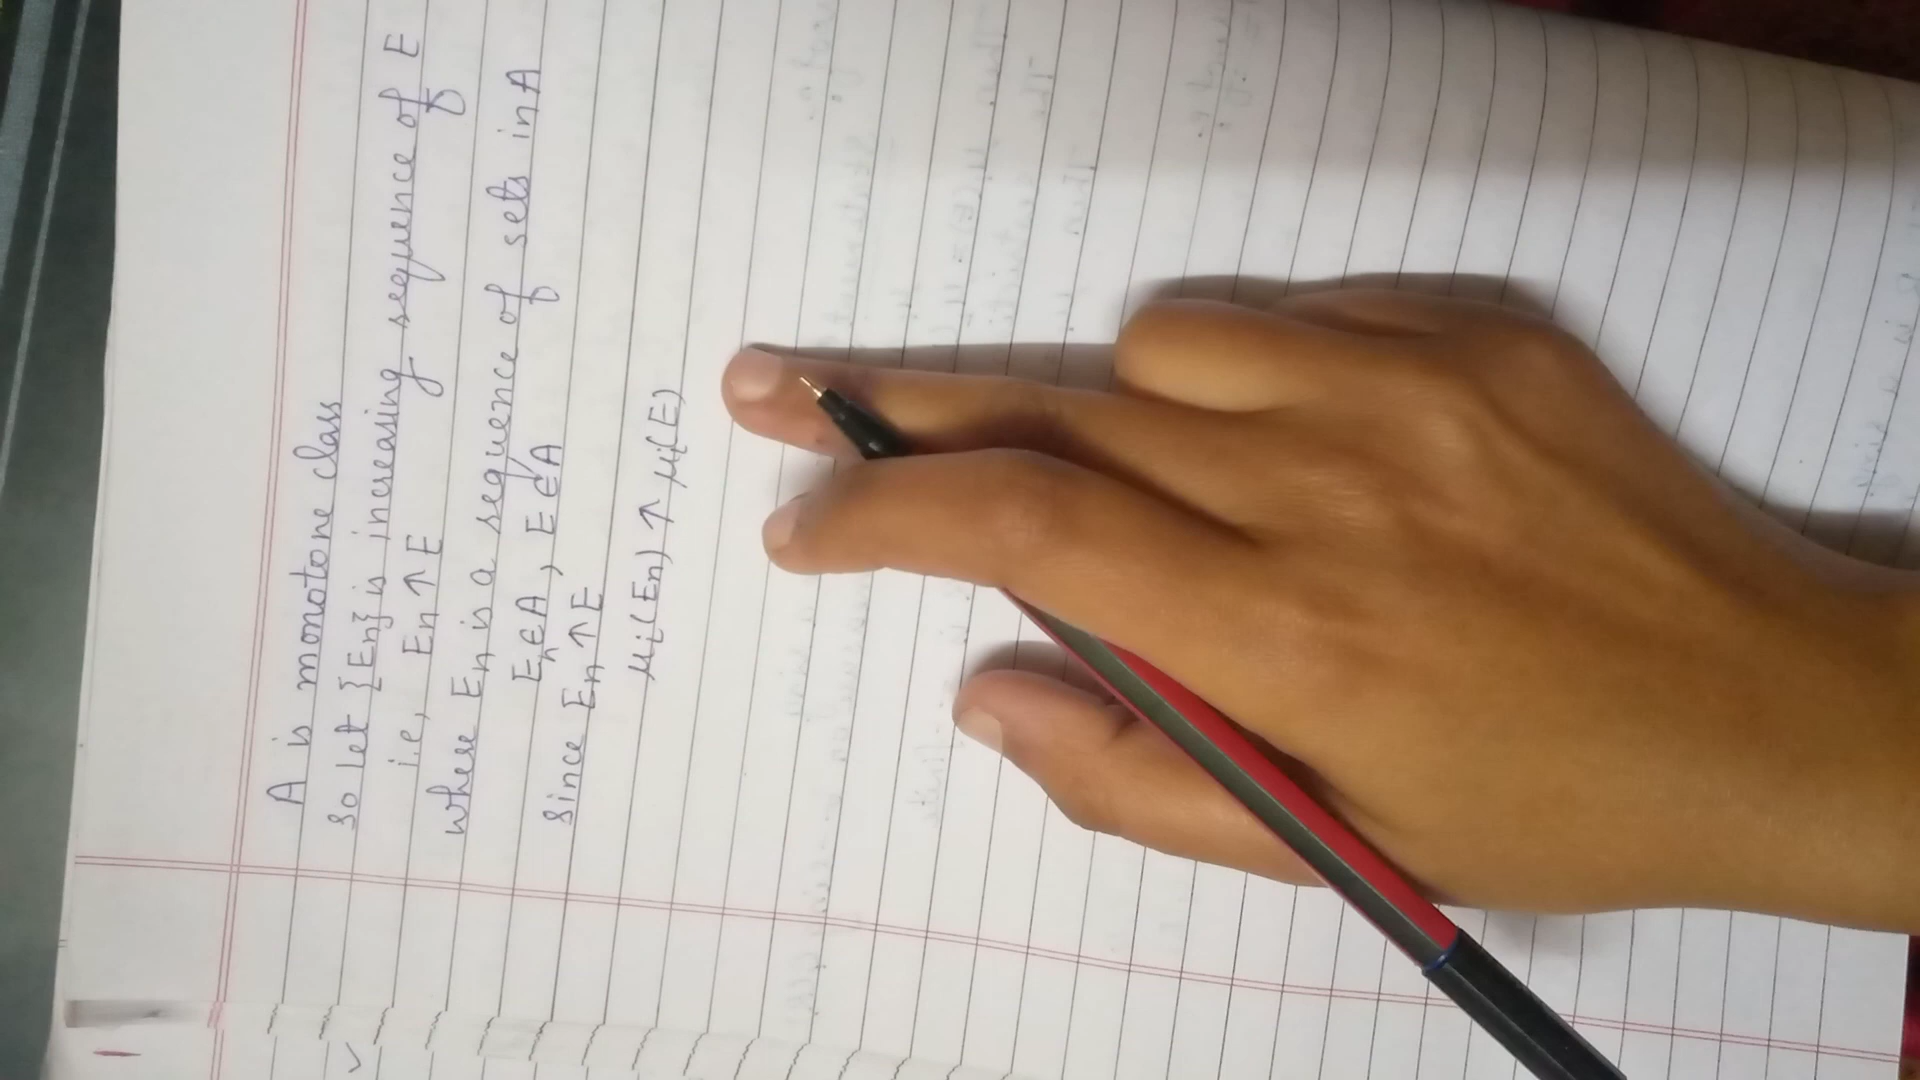 A is monotone class
So let {En} is increasing sequence of E
i.e, En ↑ E
where En is a sequence of sets in A
En ∈ A, E ∈ A
Since En ↑ E
μi(En) ↑ μi(E)